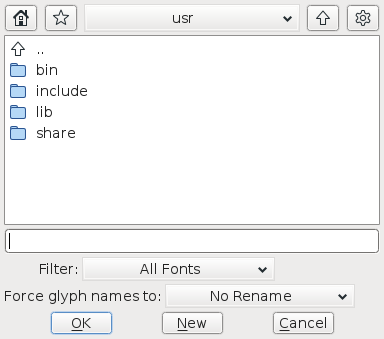 usr
..
bin
include
lib
share
Filter: All Fonts
Force glyph names to: No Rename
OK New Cancel